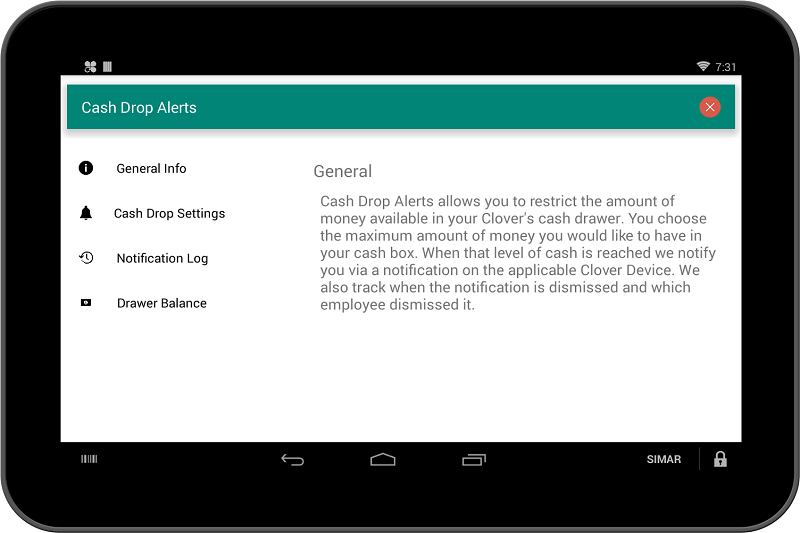 7:31
Cash Drop Alerts
General Info
Cash Drop Settings
Notification Log
Drawer Balance
General
Cash Drop Alerts allows you to restrict the amount of
money available in your Clover's cash drawer. You choose
the maximum amount of money you would like to have in
your cash box. When that level of cash is reached we notify
you via a notification on the applicable Clover Device. We
also track when the notification is dismissed and which
employee dismissed it.
SIMAR